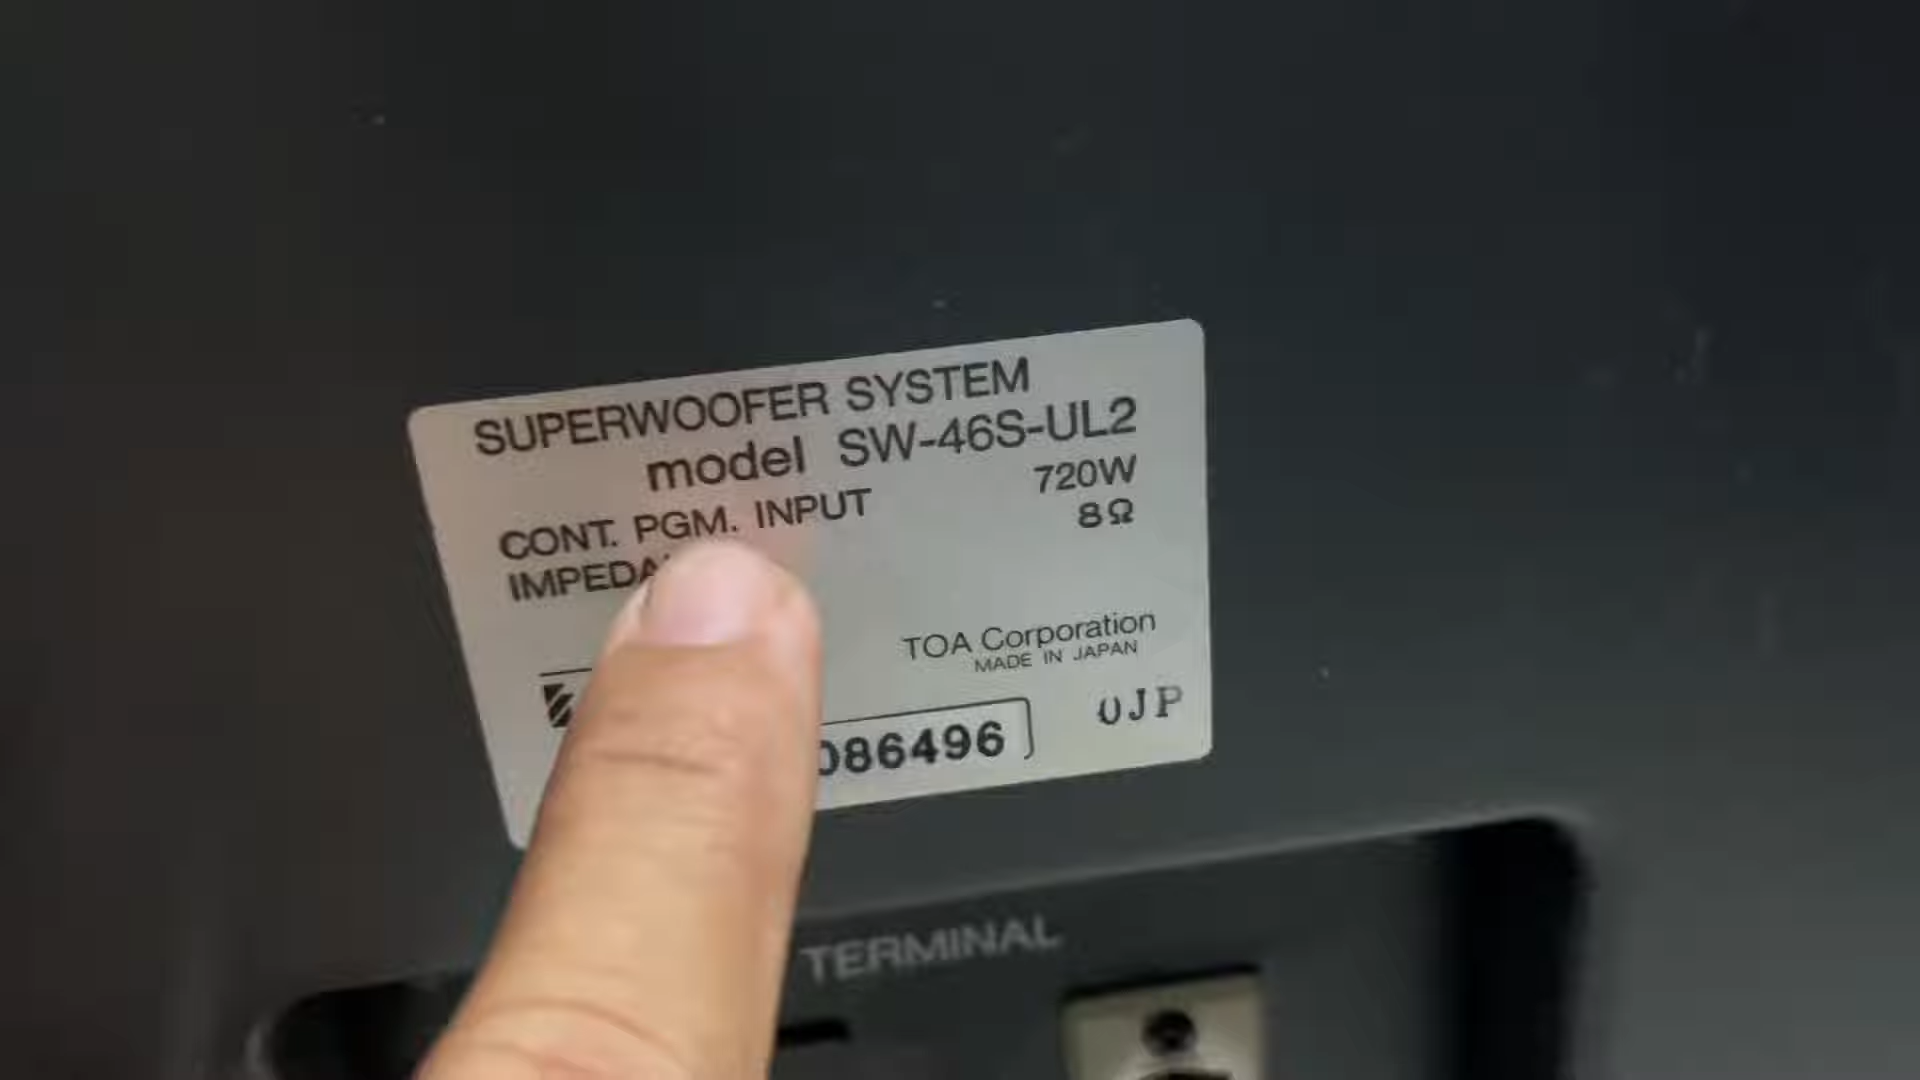 SUPERWOOFER SYSTEM
model SW-46S-UL2
CONT. PGM. INPUT 720W
8Ω
TOA Corporation
MADE IN JAPAN
086496 0JP
TERMINAL